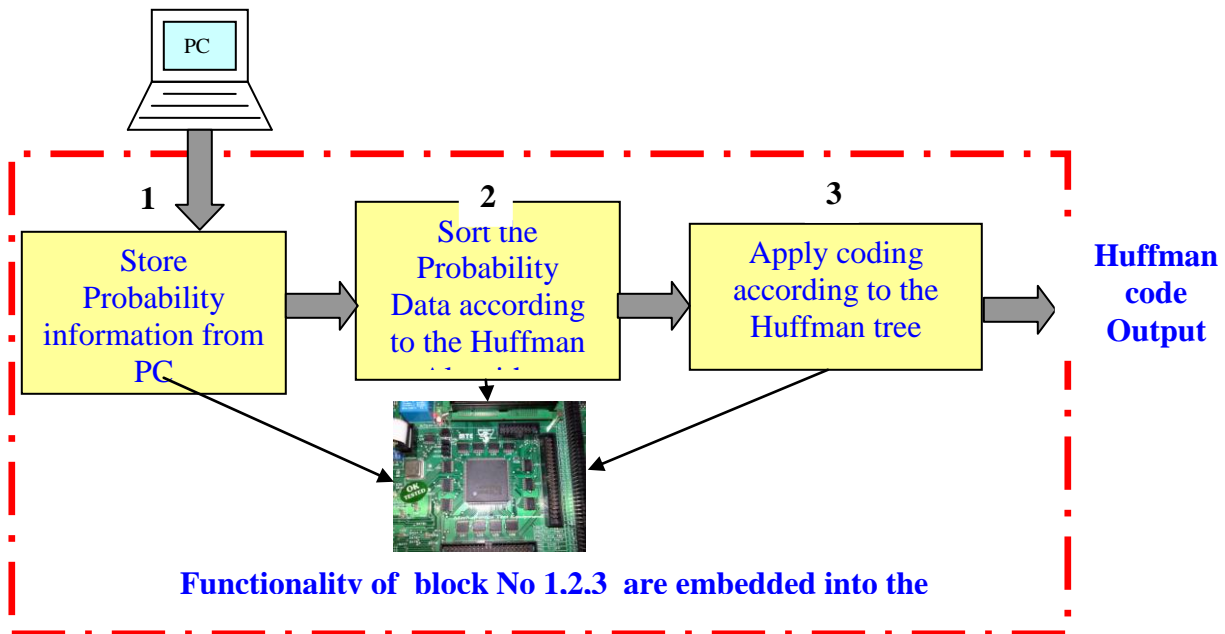 PC
1
2
3
Store
Probability
information from
PC
Sort the
Probability
Data according
to the Huffman
Apply coding
according to the
Huffman tree
Huffman
code
Output
OK
TESTED
Functionality of block No 1,2,3 are embedded into the